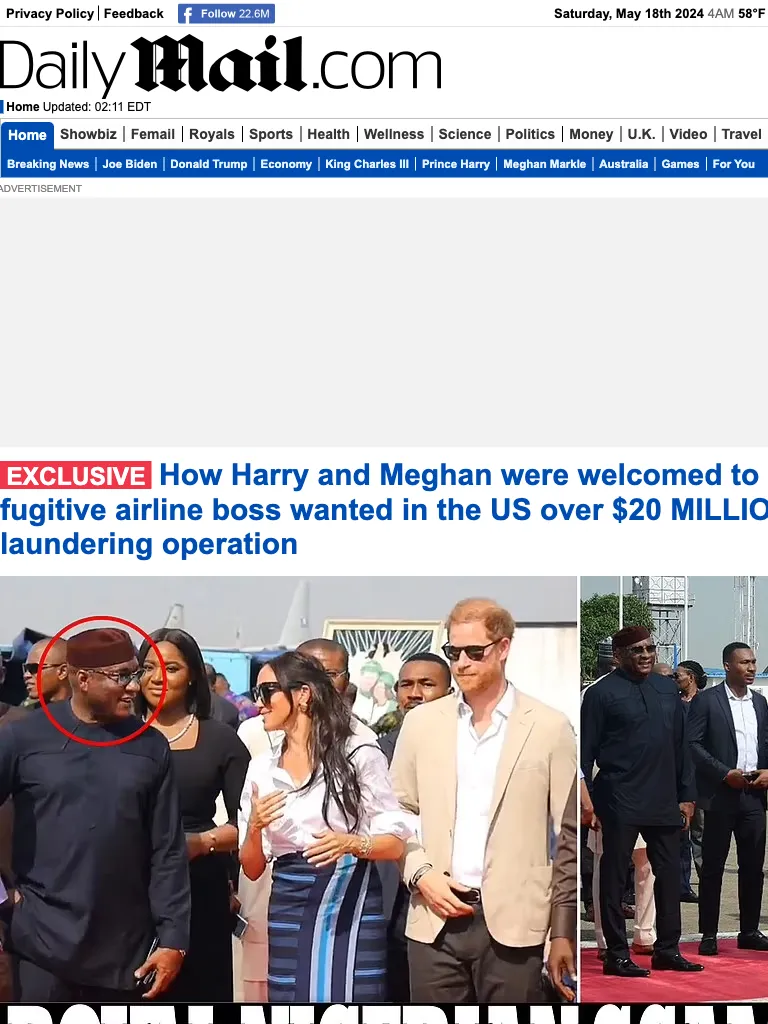 Privacy Policy | Feedback Follow 22.6M Saturday, May 18th 2024 4AM 58°F
Daily Mail.com
Home Updated: 02:11 EDT
Home Showbiz | Femail | Royals | Sports | Health | Wellness | Science | Politics | Money | U.K. | Video | Travel
Breaking News | Joe Biden | Donald Trump | Economy | King Charles III | Prince Harry | Meghan Markle | Australia | Games | For You
ADVERTISEMENT
EXCLUSIVE How Harry and Meghan were welcomed to
fugitive airline boss wanted in the US over $20 MILLIO
laundering operation